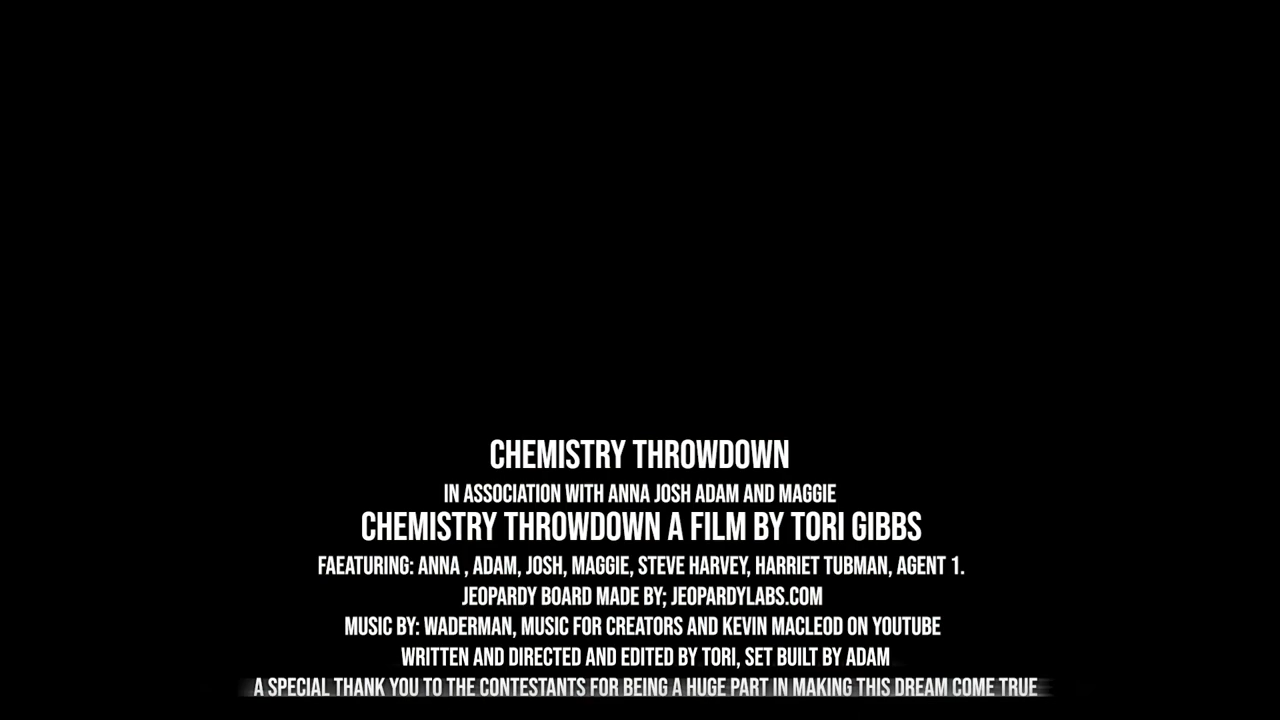 CHEMISTRY THROWDOWN
IN ASSOCIATION WITH ANNA JOSH ADAM AND MAGGIE
CHEMISTRY THROWDOWN A FILM BY TORI GIBBS
FAEATURING: ANNA , ADAM, JOSH, MAGGIE, STEVE HARVEY, HARRIET TUBMAN, AGENT 1.
JEOPARDY BOARD MADE BY; JEOPARDYLABS.COM
MUSIC BY: WADERMAN, MUSIC FOR CREATORS AND KEVIN MACLEOD ON YOUTUBE
WRITTEN AND DIRECTED AND EDITED BY TORI, SET BUILT BY ADAM
A SPECIAL THANK YOU TO THE CONTESTANTS FOR BEING A HUGE PART IN MAKING THIS DREAM COME TRUE